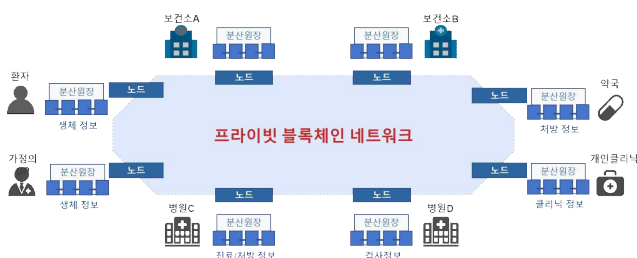 보건소A
분산원장
노드
분산원장
노드
보건소B
환자
분산원장
노드
생체 정보
노드
분산원장
약국
처방 정보
프라이빗 블록체인 네트워크
가정의
분산원장
노드
생체 정보
노드
분산원장
개인클리닉
클리닉 정보
병원C
노드
분산원장
진료/처방 정보
노드
분산원장
검사정보
병원D